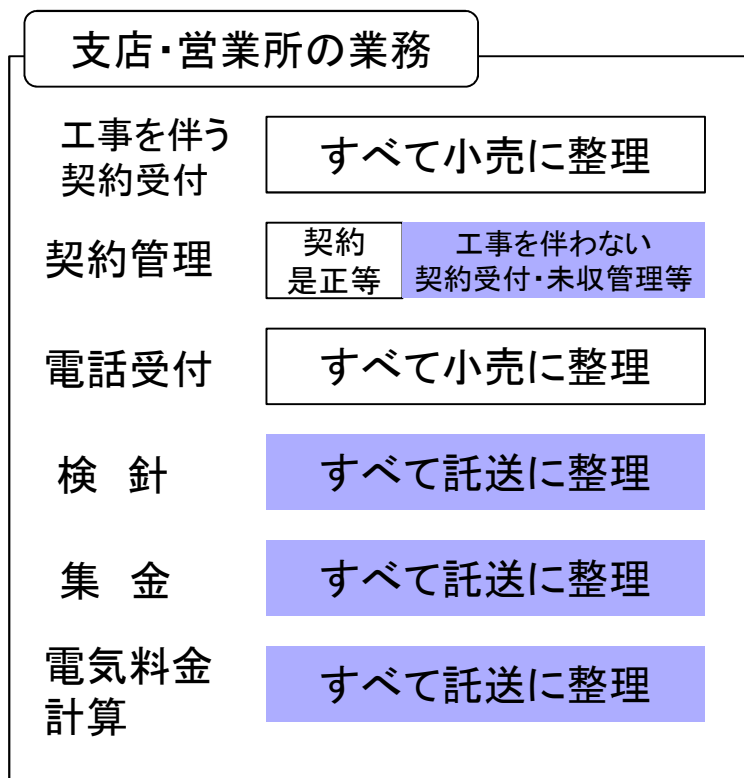 支店・営業所の業務
工事を伴う
契約受付
すべて小売に整理
契約管理
契約
是正等
工事を伴わない
契約受付・未収管理等
電話受付
すべて小売に整理
検 針
すべて託送に整理
集 金
すべて託送に整理
電気料金
計算
すべて託送に整理